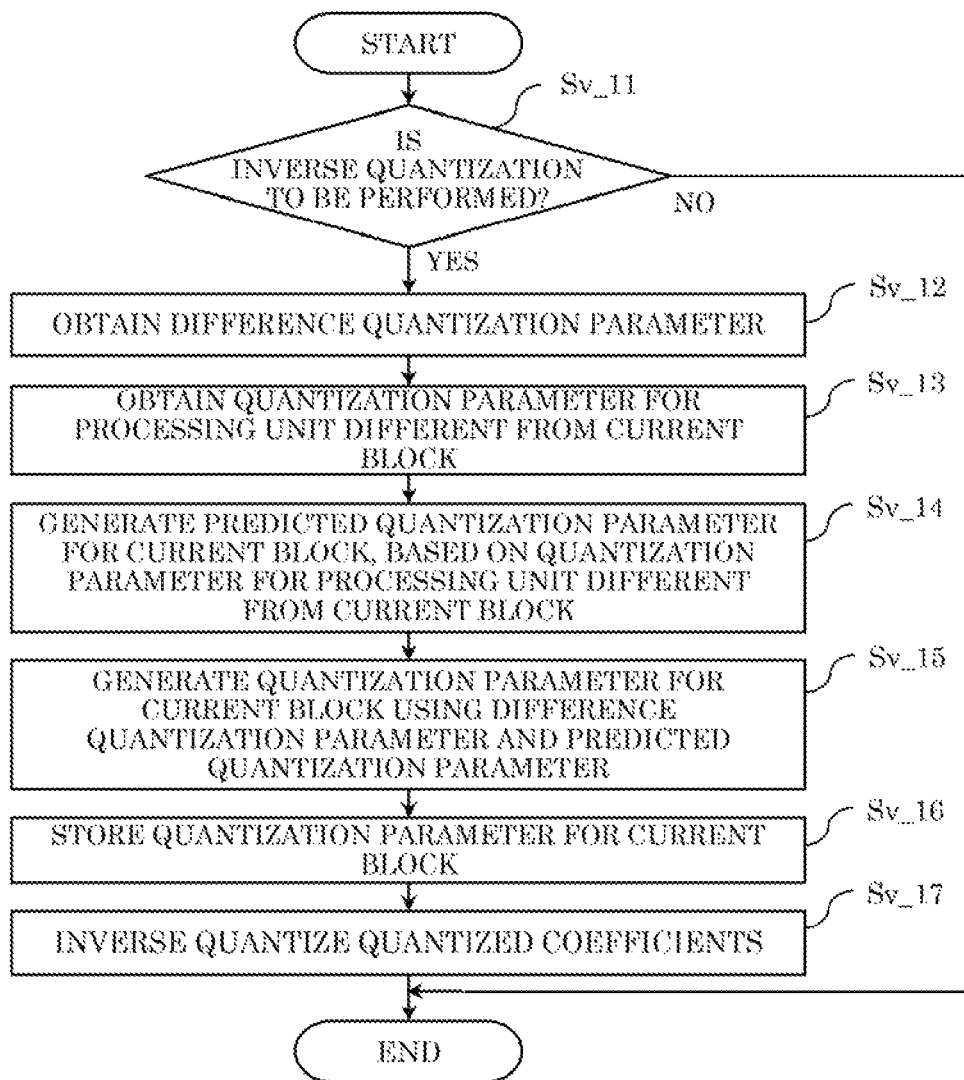 START
Sv_11
IS
INVERSE QUANTIZATION
TO BE PERFORMED?
NO
YES
Sv_12
OBTAIN DIFFERENCE QUANTIZATION PARAMETER
Sv_13
OBTAIN QUANTIZATION PARAMETER FOR
PROCESSING UNIT DIFFERENT FROM CURRENT
BLOCK
Sv_14
GENERATE PREDICTED QUANTIZATION PARAMETER
FOR CURRENT BLOCK, BASED ON QUANTIZATION
PARAMETER FOR PROCESSING UNIT DIFFERENT
FROM CURRENT BLOCK
Sv_15
GENERATE QUANTIZATION PARAMETER FOR
CURRENT BLOCK USING DIFFERENCE
QUANTIZATION PARAMETER AND PREDICTED
QUANTIZATION PARAMETER
Sv_16
STORE QUANTIZATION PARAMETER FOR CURRENT
BLOCK
Sv_17
INVERSE QUANTIZE QUANTIZED COEFFICIENTS
END